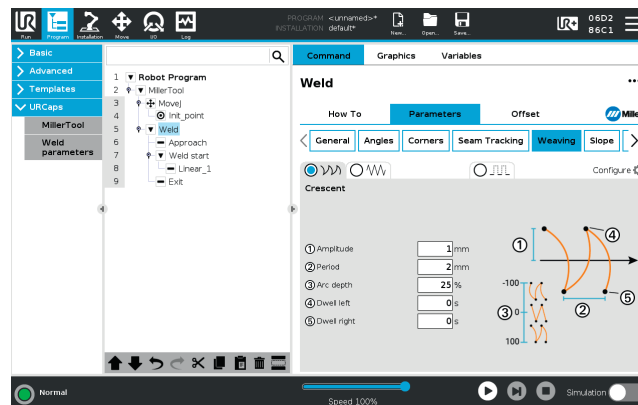 PROGRAM <unnamed>*
INSTALLATION default*
Run
Program
Installation
Move
I/O
Log
New...
Open...
Save...
UR+
06D2
86C1
Basic
Advanced
Templates
URCaps
MillerTool
Weld
parameters
1 Robot Program
2 MillerTool
3 MoveJ
4 Init_point
5 Weld
6 Approach
7 Weld start
8 Linear_1
9 Exit
Command Graphics Variables
Weld
How To Parameters Offset Mille
General Angles Corners Seam Tracking Weaving Slope
Configure
Crescent
① Amplitude 1 mm
② Period 2 mm
③ Arc depth 25 %
④ Dwell left 0 s
⑤ Dwell right 0 s
①
④
-100
③ 0
100
②
⑤
Normal
Speed 100%
Simulation